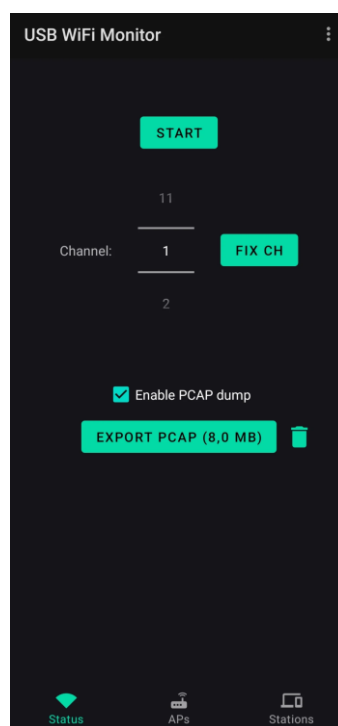 USB WiFi Monitor
START
11
Channel:
1
FIX CH
2
Enable PCAP dump
EXPORT PCAP (8,0 MB)
Status
APs
Stations